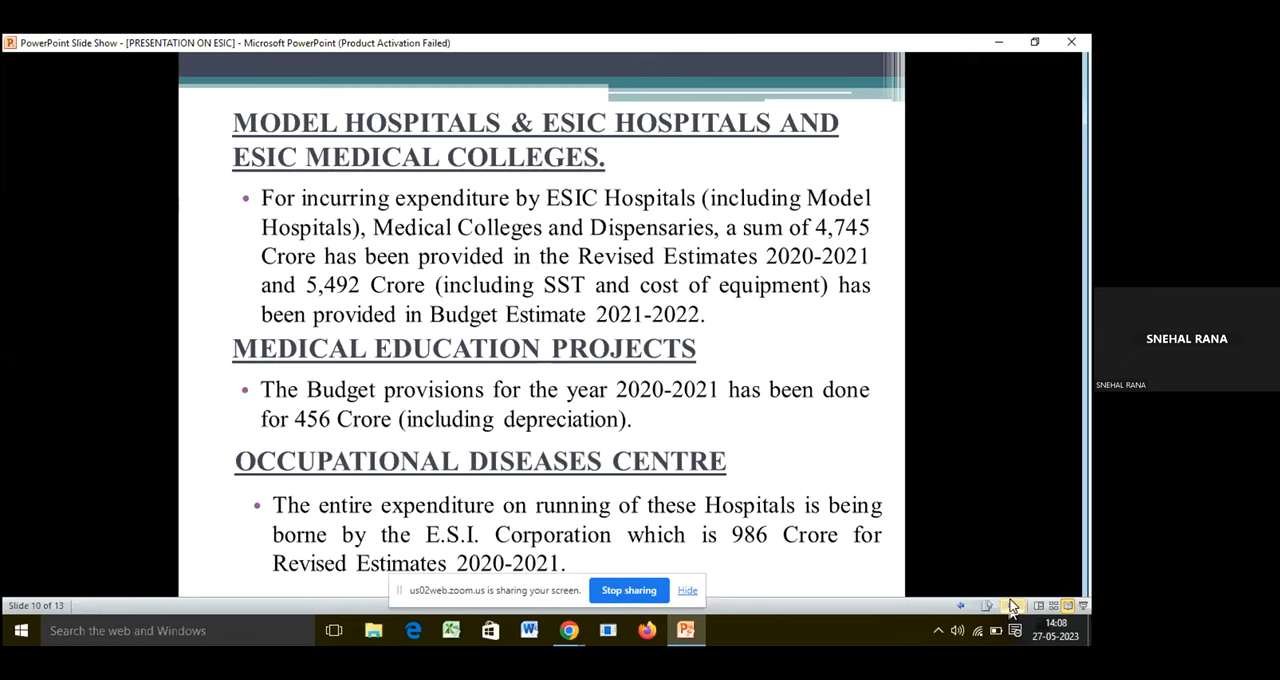 PowerPoint Slide Show - [PRESENTATION ON ESIC] - Microsoft PowerPoint (Product Activation Failed)
MODEL HOSPITALS & ESIC HOSPITALS AND
ESIC MEDICAL COLLEGES.
• For incurring expenditure by ESIC Hospitals (including Model
Hospitals), Medical Colleges and Dispensaries, a sum of 4,745
Crore has been provided in the Revised Estimates 2020-2021
and 5,492 Crore (including SST and cost of equipment) has
been provided in Budget Estimate 2021-2022.
MEDICAL EDUCATION PROJECTS
• The Budget provisions for the year 2020-2021 has been done
for 456 Crore (including depreciation).
OCCUPATIONAL DISEASES CENTRE
• The entire expenditure on running of these Hospitals is being
borne by the E.S.I. Corporation which is 986 Crore for
Revised Estimates 2020-2021.
us02web.zoom.us is sharing your screen. Stop sharing Hide
SNEHAL RANA
SNEHAL RANA
Slide 10 of 13
Search the web and Windows
14:08
27-05-2023